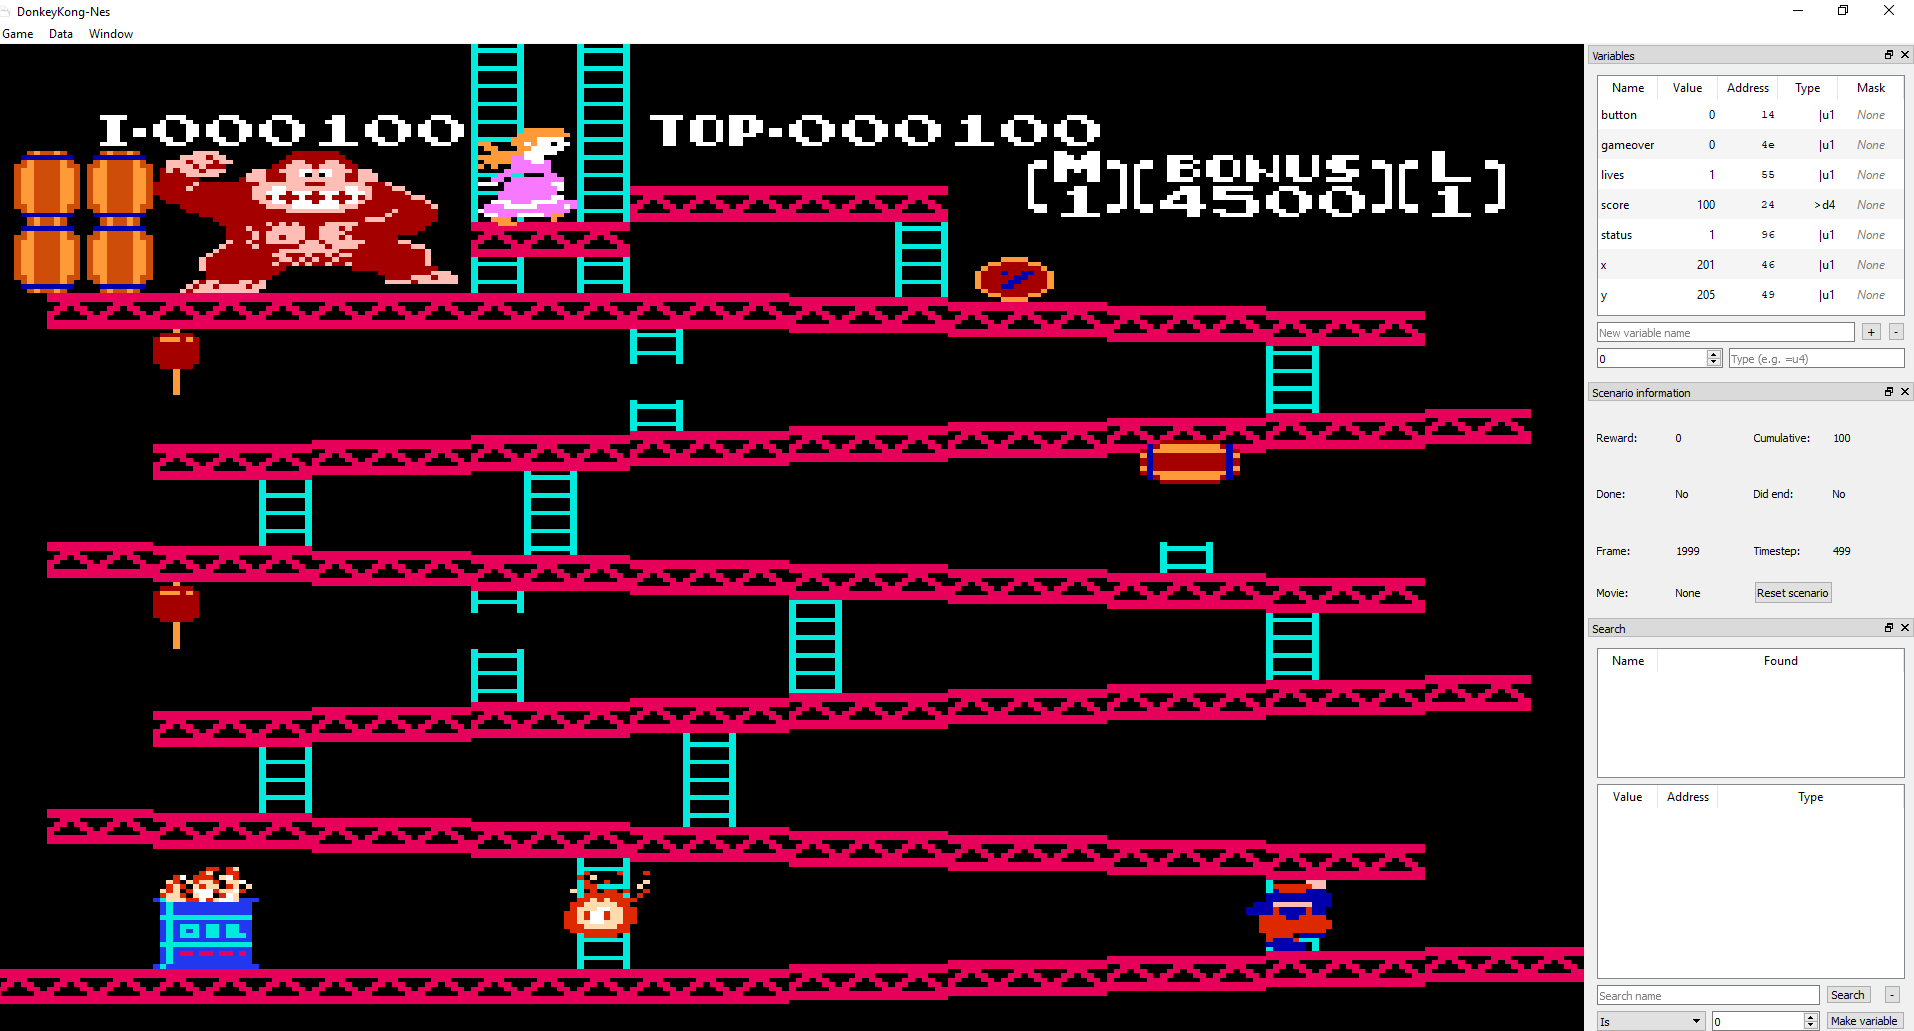 DonkeyKong-Nes
Game Data Window
I-000100 TOP-000100
[M][BONUS][L]
[1][4500][1]
Variables
Name Value Address Type Mask
button 0 14 |u1 None
gameover 0 4e |u1 None
lives 1 55 |u1 None
score 100 24 >d4 None
status 1 96 |u1 None
x 201 46 |u1 None
y 205 49 |u1 None
New variable name + -
0 Type (e.g. =u4)
Scenario information
Reward: 0 Cumulative: 100
Done: No Did end: No
Frame: 1999 Timestep: 499
Movie: None Reset scenario
Search
Name Found
Value Address Type
Search name Search -
Is 0 Make variable